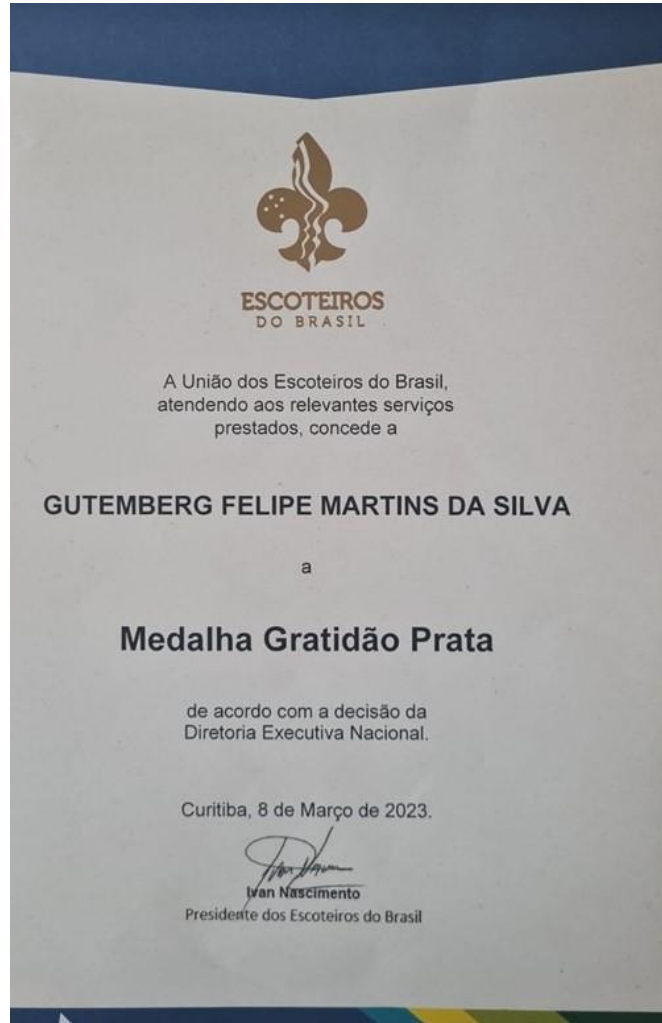 ESCOTEIROS
DO BRASIL
A União dos Escoteiros do Brasil,
atendendo aos relevantes serviços
prestados, concede a
GUTEMBERG FELIPE MARTINS DA SILVA
a
Medalha Gratidão Prata
de acordo com a decisão da
Diretoria Executiva Nacional.
Curitiba, 8 de Março de 2023.
Ivan Nascimento
Presidente dos Escoteiros do Brasil